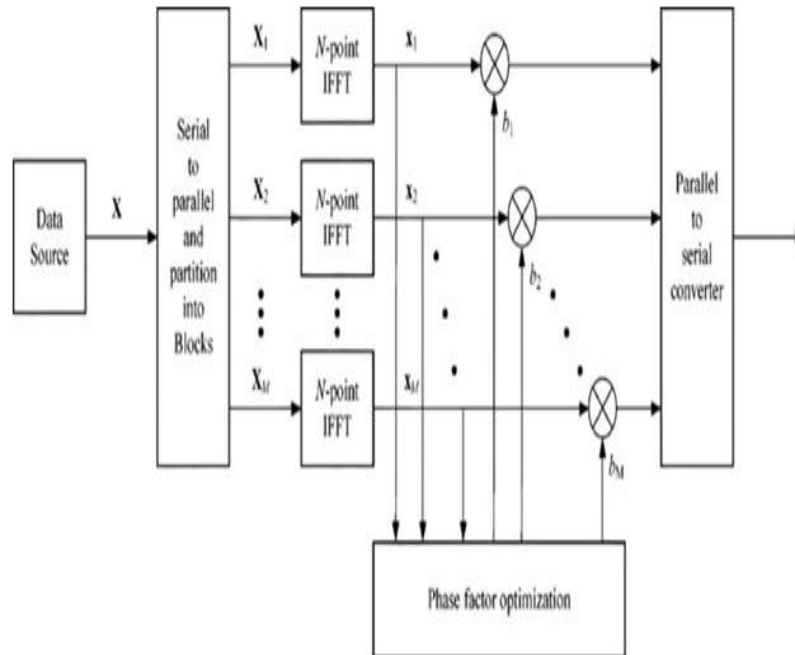 Data
Source
X
Serial
to
parallel
and
partition
into
Blocks
X1
N-point
IFFT
x1
b1
X2
N-point
IFFT
x2
b2
XM
N-point
IFFT
xM
bM
Parallel
to
serial
converter
Phase factor optimization